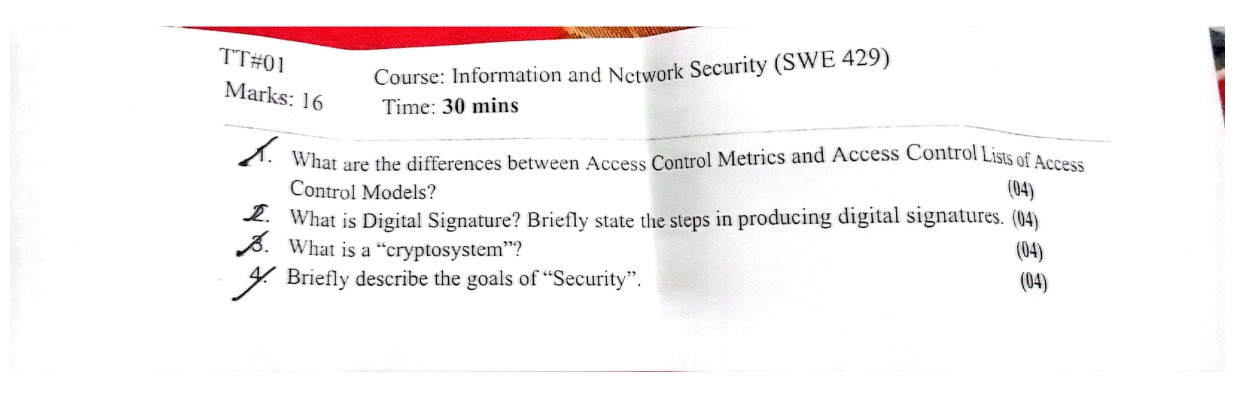 TT#01
Course: Information and Network Security (SWE 429)
Marks: 16
Time: 30 mins
1. What are the differences between Access Control Metrics and Access Control Lists of Access
Control Models? (04)
2. What is Digital Signature? Briefly state the steps in producing digital signatures. (04)
3. What is a “cryptosystem”? (04)
4. Briefly describe the goals of “Security”. (04)